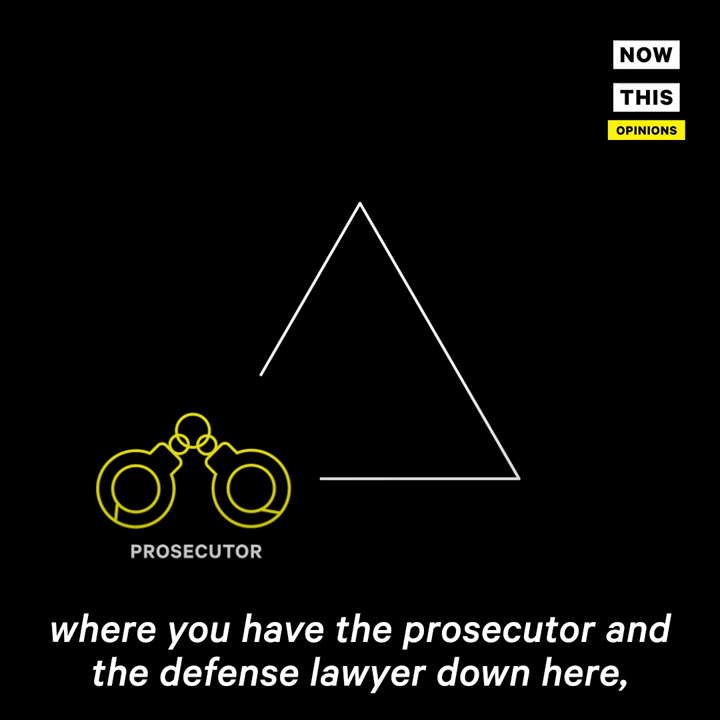 NOW
THIS
OPINIONS
PROSECUTOR
where you have the prosecutor and
the defense lawyer down here,